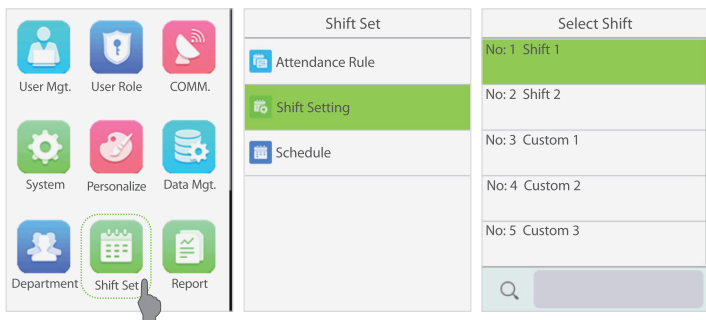 User Mgt. User Role COMM.
System Personalize Data Mgt.
Department Shift Set Report
Shift Set
Attendance Rule
Shift Setting
Schedule
Select Shift
No: 1 Shift 1
No: 2 Shift 2
No: 3 Custom 1
No: 4 Custom 2
No: 5 Custom 3